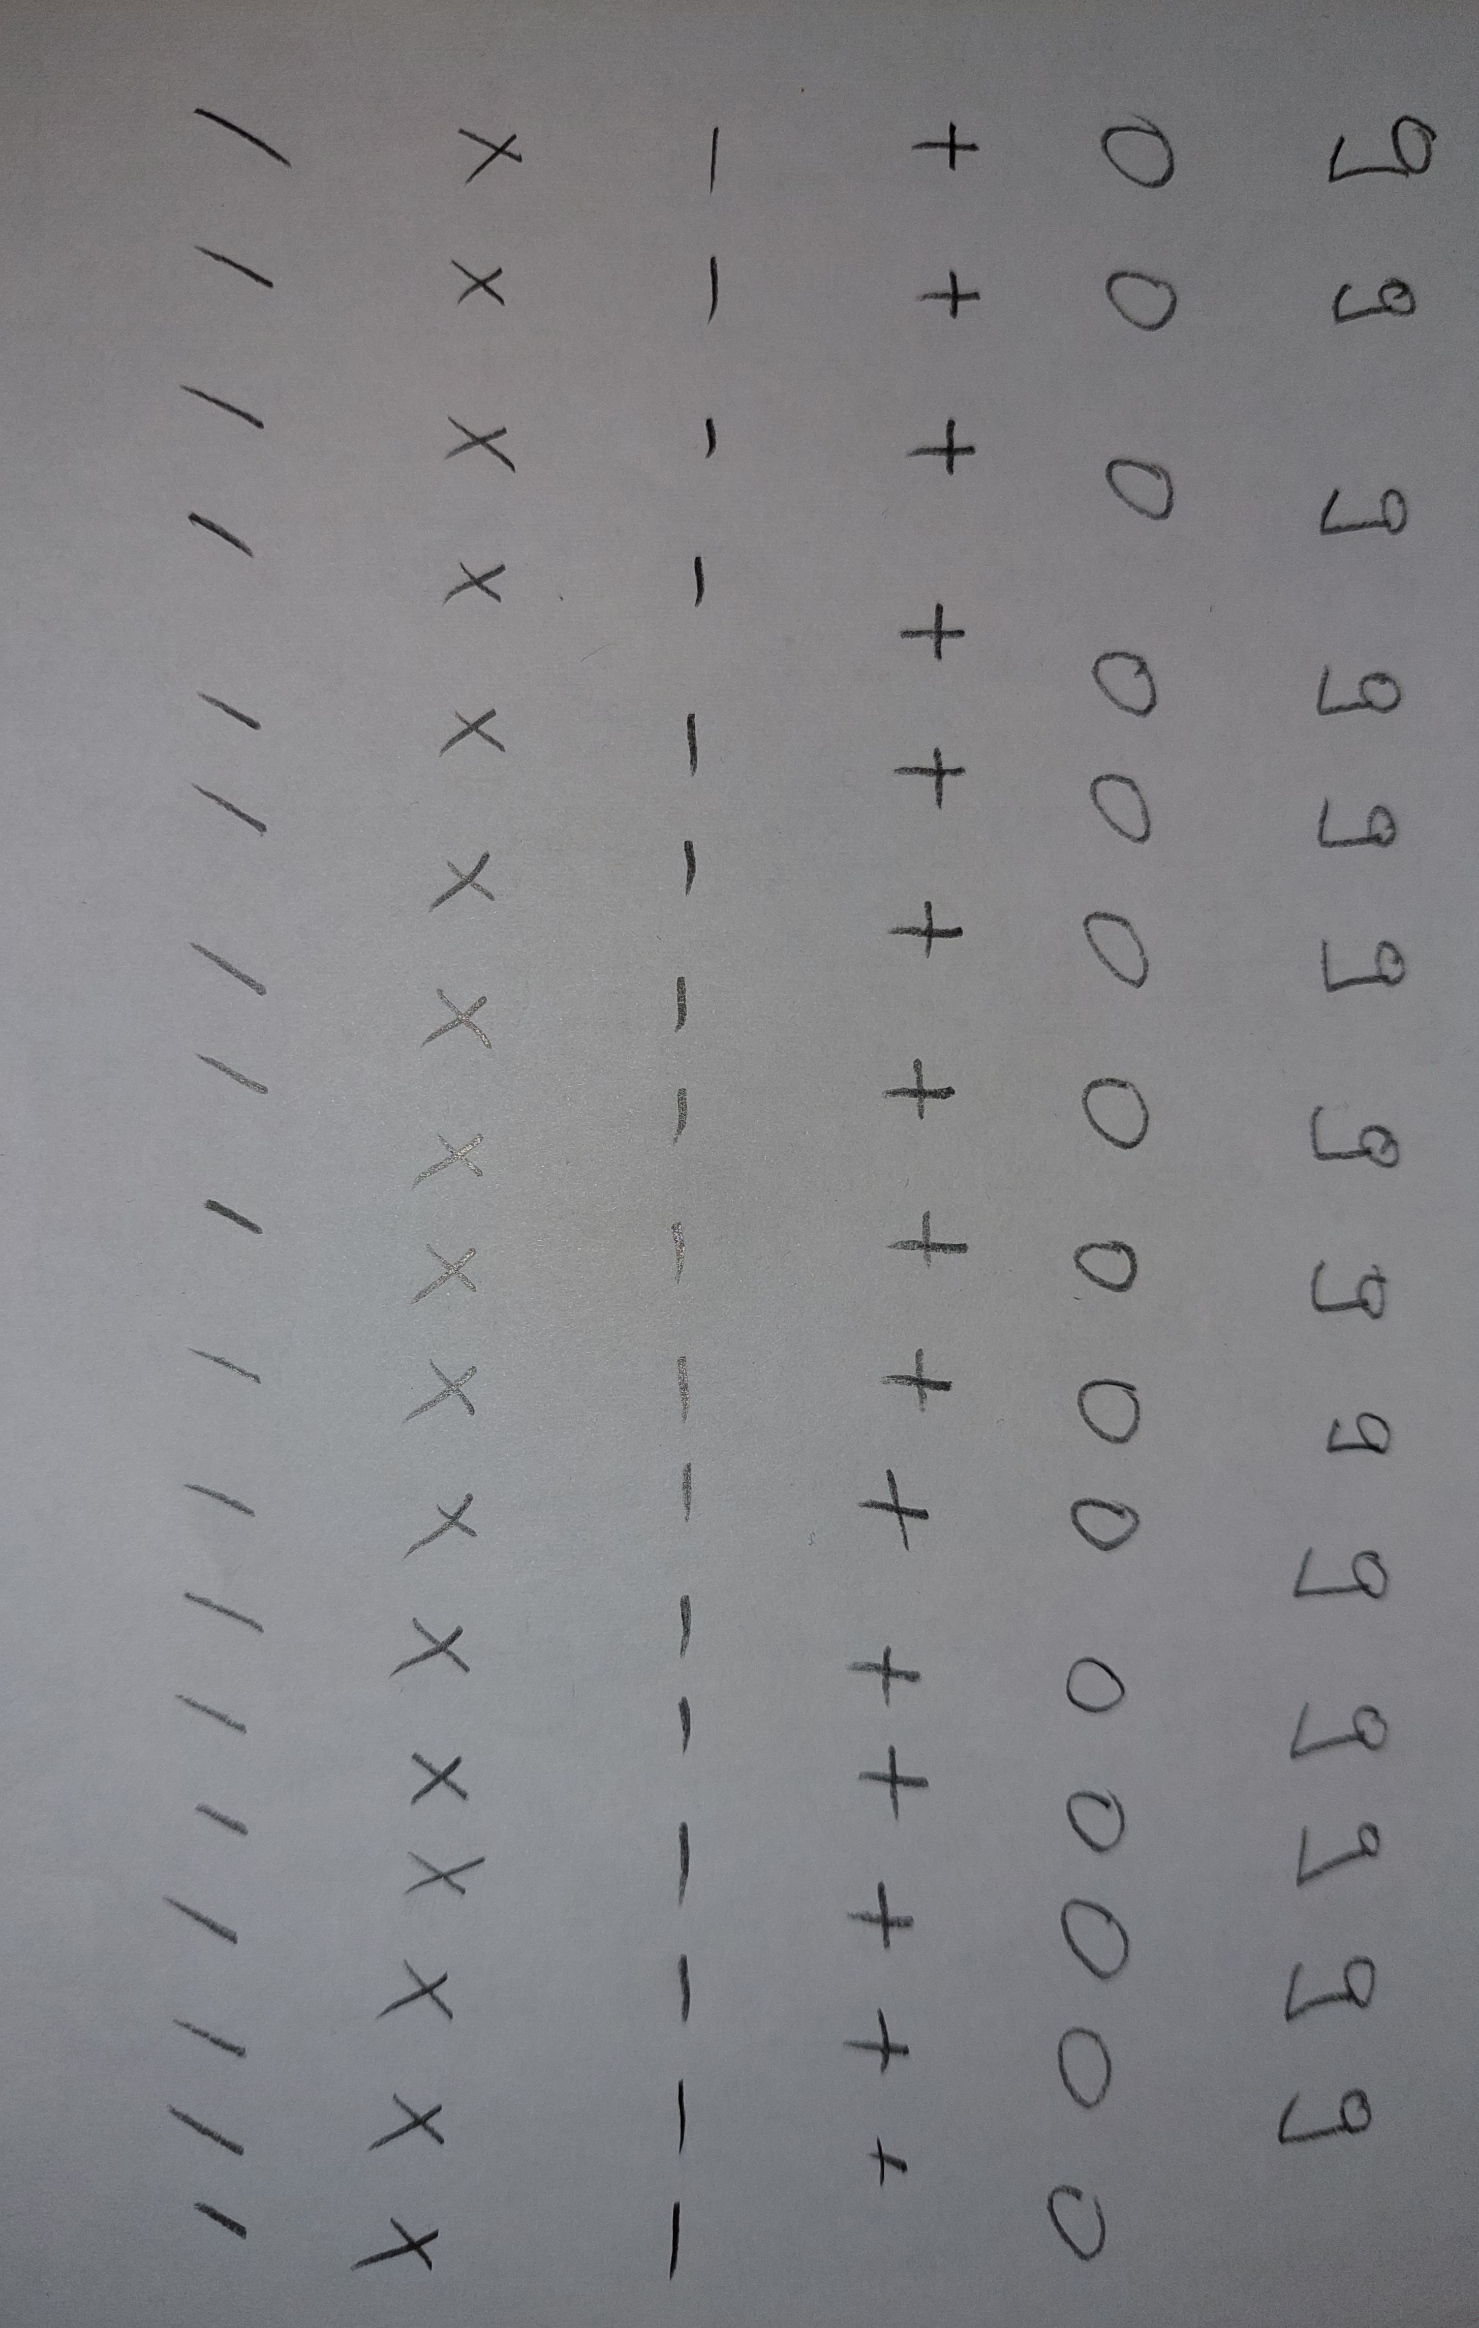 9 9 9 9 9 9 9 9 9 9 9 9 9 9
0 0 0 0 0 0 0 0 0 0 0 0 0 0 0
+ + + + + + + + + + + + + + +
- - - - - - - - - - - - - - - - -
x x x x x x x x x x x x x x x x x
/ / / / / / / / / / / / / / / / / /